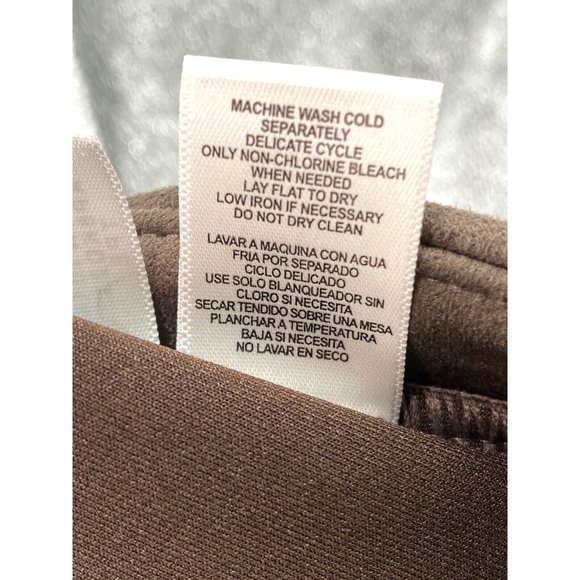 MACHINE WASH COLD
SEPARATELY
DELICATE CYCLE
ONLY NON-CHLORINE BLEACH
WHEN NEEDED
LAY FLAT TO DRY
LOW IRON IF NECESSARY
DO NOT DRY CLEAN
LAVAR A MAQUINA CON AGUA
FRIA POR SEPARADO
CICLO DELICADO
USE SOLO BLANQUEADOR SIN
CLORO SI NECESITA
SECAR TENDIDO SOBRE UNA MESA
PLANCHAR A TEMPERATURA
BAJA SI NECESITA
NO LAVAR EN SECO